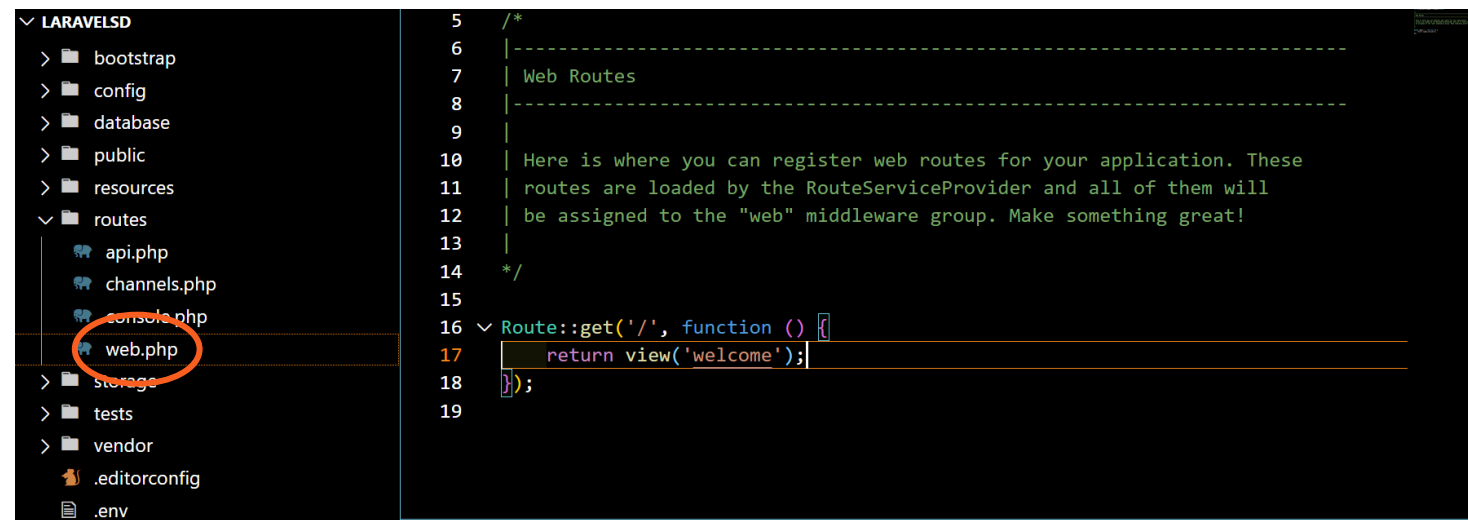 LARAVELSD
bootstrap
config
database
public
resources
routes
api.php
channels.php
console.php
web.php
storage
tests
vendor
.editorconfig
.env
5 /*
6 |--------------------------------------------------------------------------
7 | Web Routes
8 |--------------------------------------------------------------------------
9 |
10 | Here is where you can register web routes for your application. These
11 | routes are loaded by the RouteServiceProvider and all of them will
12 | be assigned to the "web" middleware group. Make something great!
13 |
14 */
15
16 Route::get('/', function () {
17 return view('welcome');
18 });
19